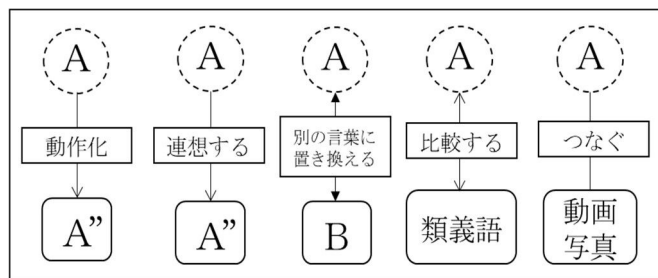 A A A A A
動作化 連想する 別の言葉に 比較する つなぐ
置き換える
A” A” B 類義語 動画
写真